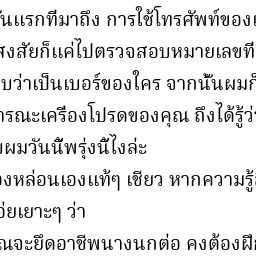 นแรกที่มาถึง การใช้โทรศัพท์ของ
สงสัยก็แค่ไปตรวจสอบหมายเลขที่
บว่าเป็นเบอร์ของใคร จากนั้นผมก็
ารณะเครื่องโปรดของคุณ ถึงได้รู้ว่
ผมวันนี้พรุ่งนี้ไงล่ะ
งหล่อนเองแท้ๆ เชียว หากความรู้
อ่ยเยาะๆ ว่า
ณจะยึดอาชีพนางนกต่อ คงต้องฝึ